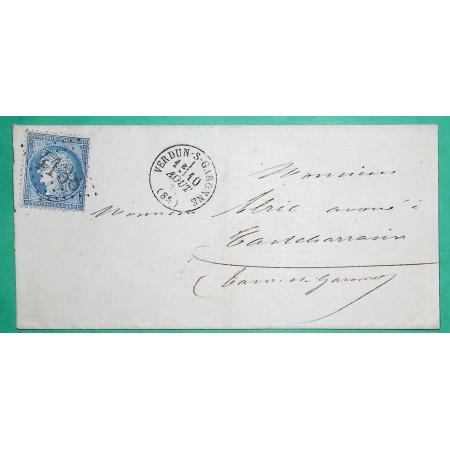 VERDUN-S-GARONNE
10
AOUT
(82)
Monsieur
Monsieur Alric avoué à
Castelsarrasin
Tarn et Garonne